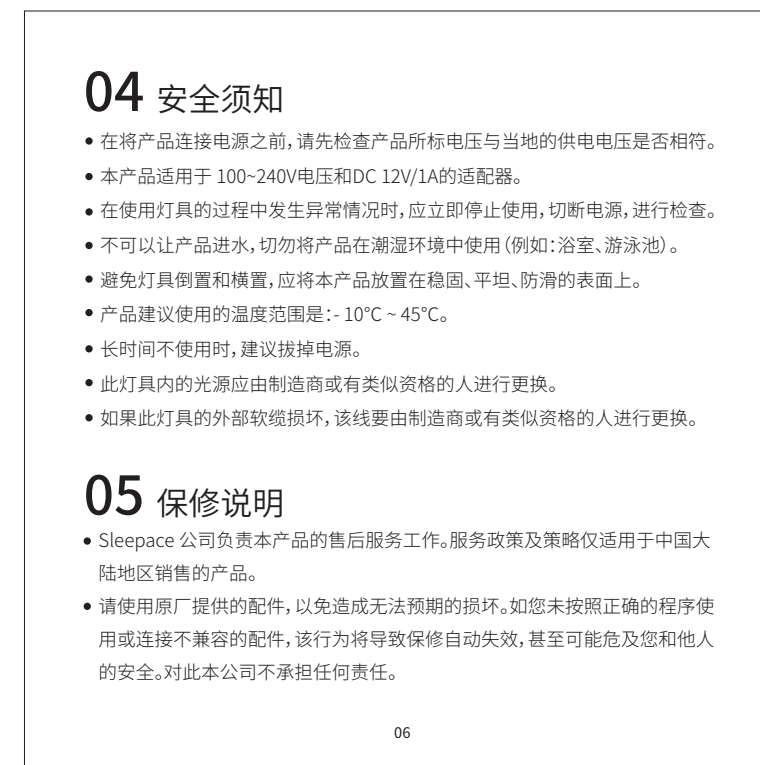 04 安全须知
• 在将产品连接电源之前,请先检查产品所标电压与当地的供电电压是否相符。
• 本产品适用于 100~240V电压和DC 12V/1A的适配器。
• 在使用灯具的过程中发生异常情况时,应立即停止使用,切断电源,进行检查。
• 不可以让产品进水,切勿将产品在潮湿环境中使用(例如:浴室、游泳池)。
• 避免灯具倒置和横置,应将本产品放置在稳固、平坦、防滑的表面上。
• 产品建议使用的温度范围是:- 10°C ~ 45°C。
• 长时间不使用时,建议拔掉电源。
• 此灯具内的光源应由制造商或有类似资格的人进行更换。
• 如果此灯具的外部软缆损坏,该线要由制造商或有类似资格的人进行更换。
05 保修说明
• Sleepace 公司负责本产品的售后服务工作。服务政策及策略仅适用于中国大
陆地区销售的产品。
• 请使用原厂提供的配件,以免造成无法预期的损坏。如您未按照正确的程序使
用或连接不兼容的配件,该行为将导致保修自动失效,甚至可能危及您和他人
的安全。对此本公司不承担任何责任。
06